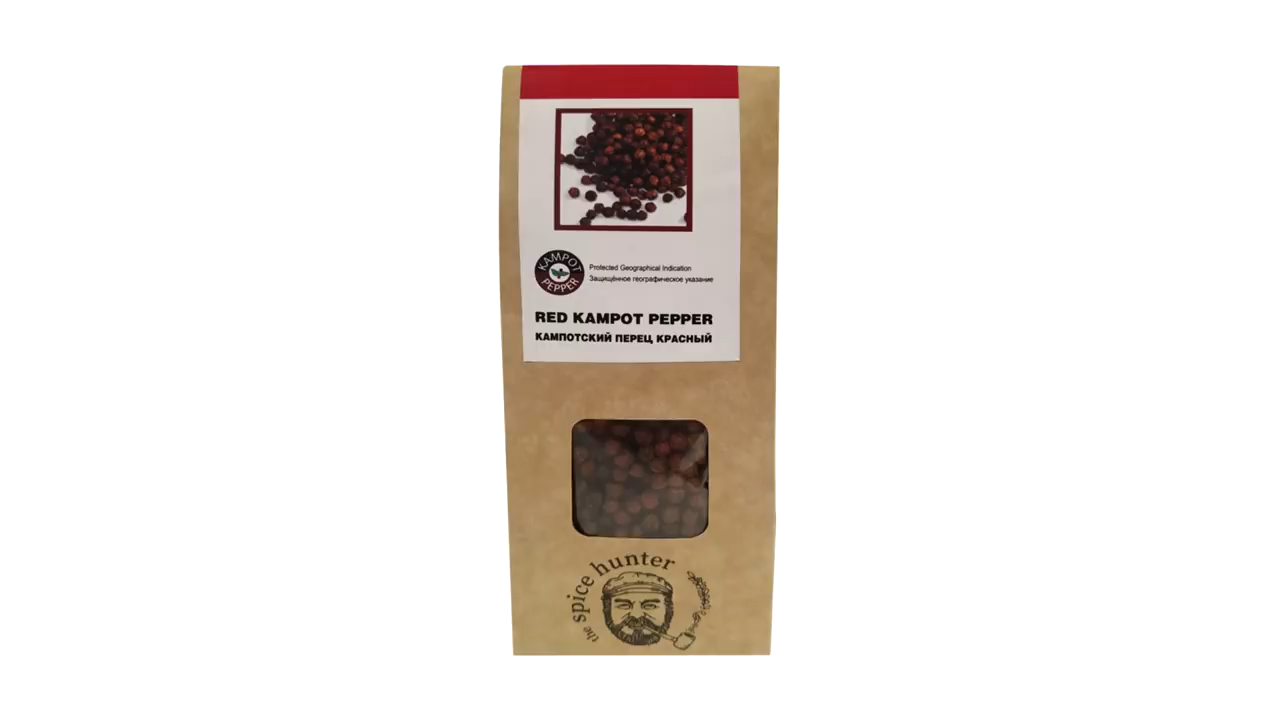 KAMPOT
PEPPER
Protected Geographical Indication
Защищённое географическое указание
RED KAMPOT PEPPER
КАМПОТСКИЙ ПЕРЕЦ КРАСНЫЙ
the spice hunter